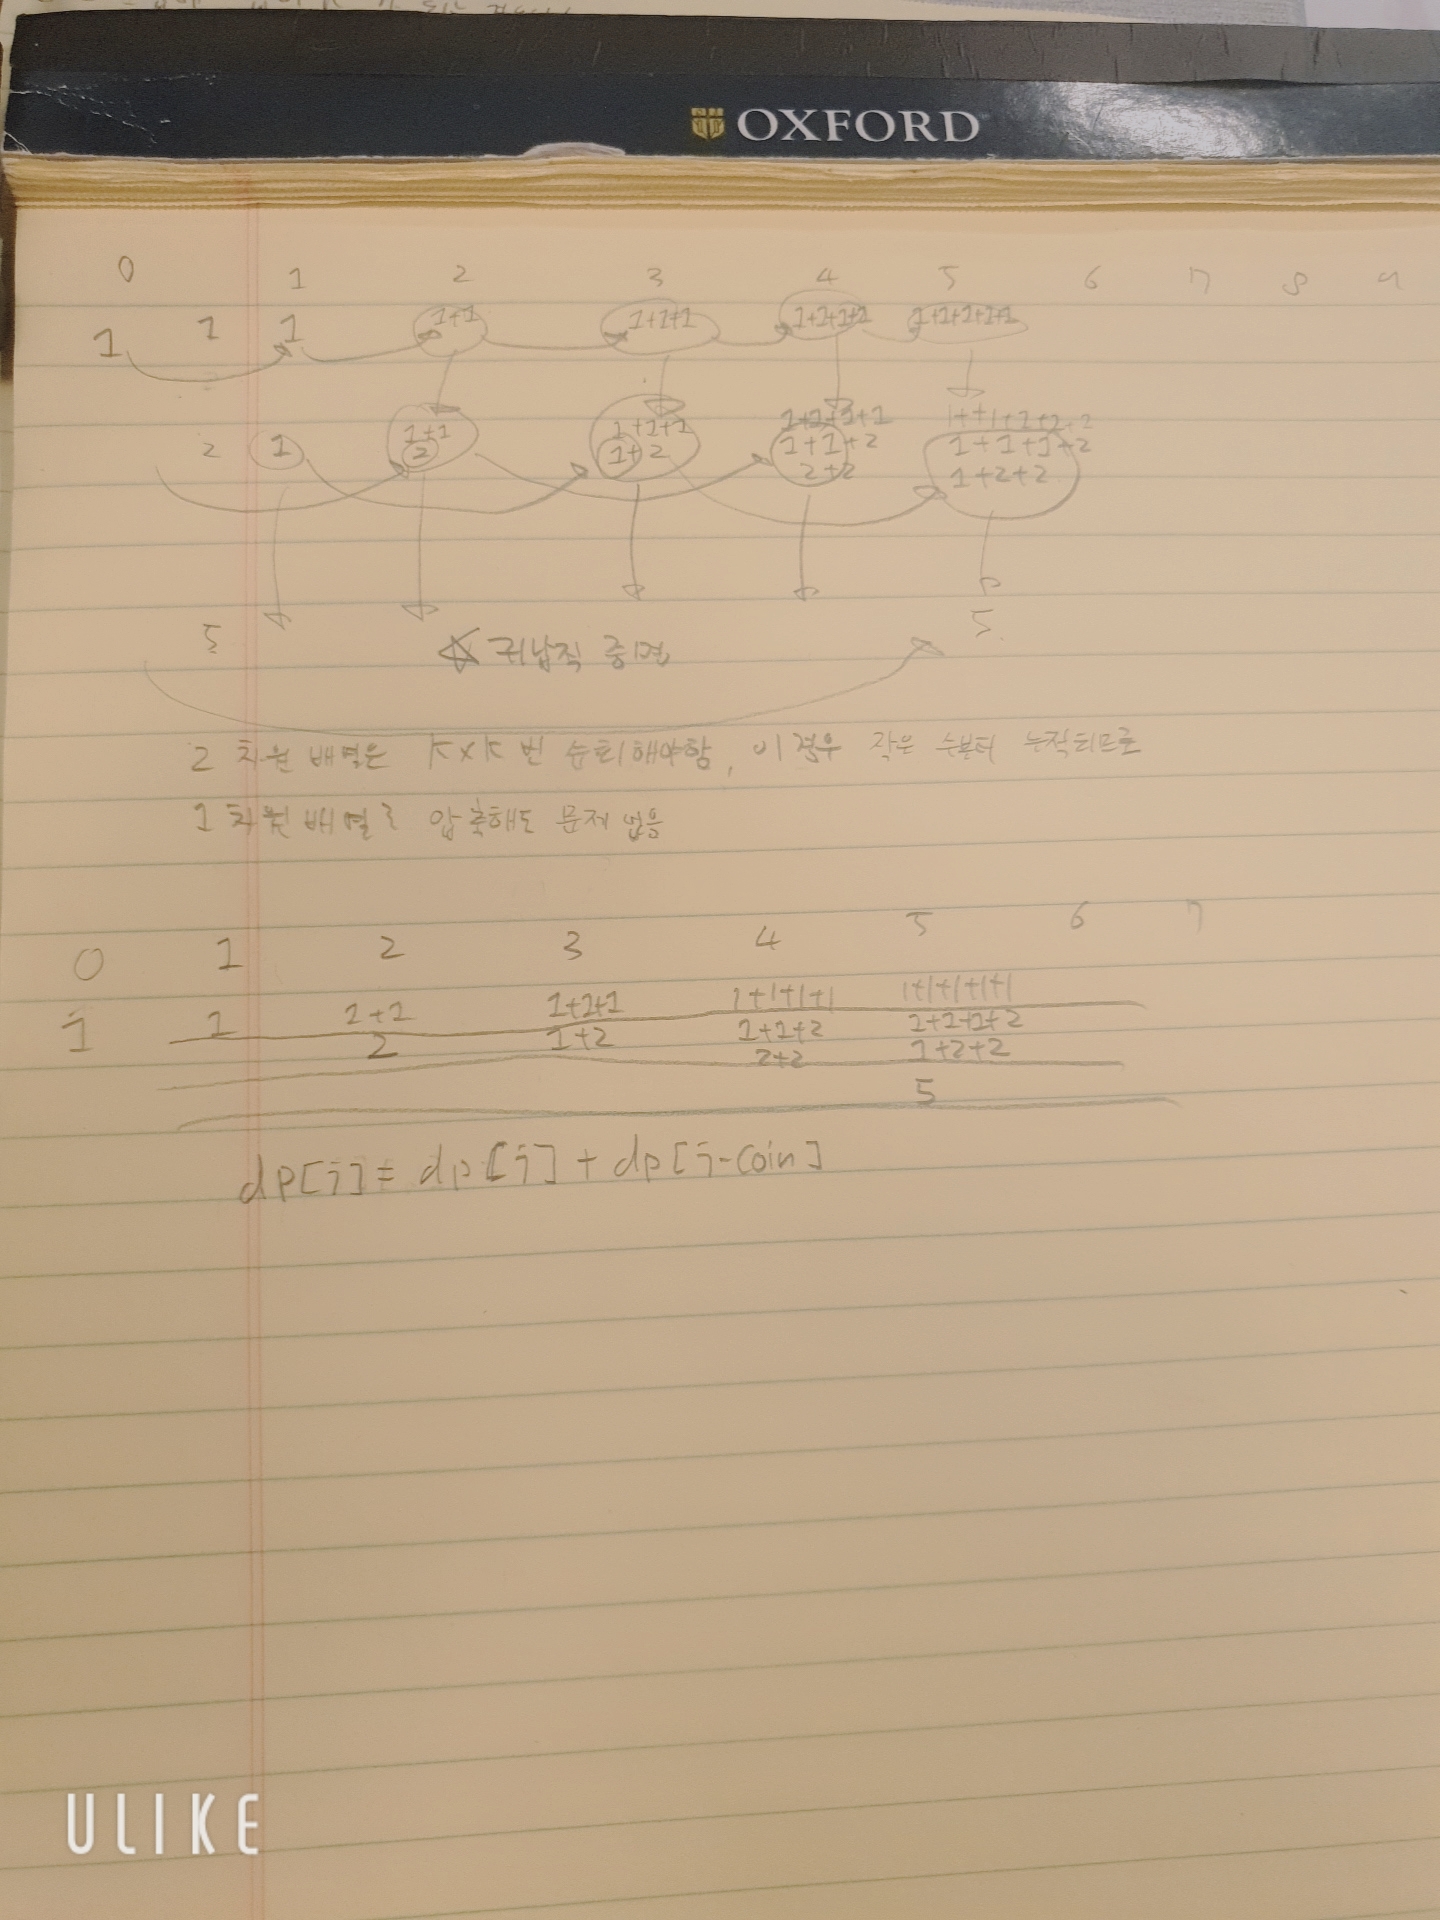 OXFORD
0 1 2 3 4 5 6 7 8 9
1 1 1 1+1 1+1+1 1+1+1+1 1+1+1+1+1
2 1 1+1 1+1+1 1+1+1+1
2 1+2 1+1+2 1+1+1+2
2+2 1+2+2
5 5
☆ 귀납적 증명
2차원 배열은 K×K 번 순회해야함, 이 경우 작은 수부터 누적되므로
1차원 배열로 압축해도 문제 없음
0 1 2 3 4 5 6 7
1 1 1+1 1+1+1 1+1+1+1 1+1+1+1+1
2 1+2 1+1+2 1+1+1+2
2+2 1+2+2
5
dp[j] = dp[j] + dp[j-coin]
ULIKE